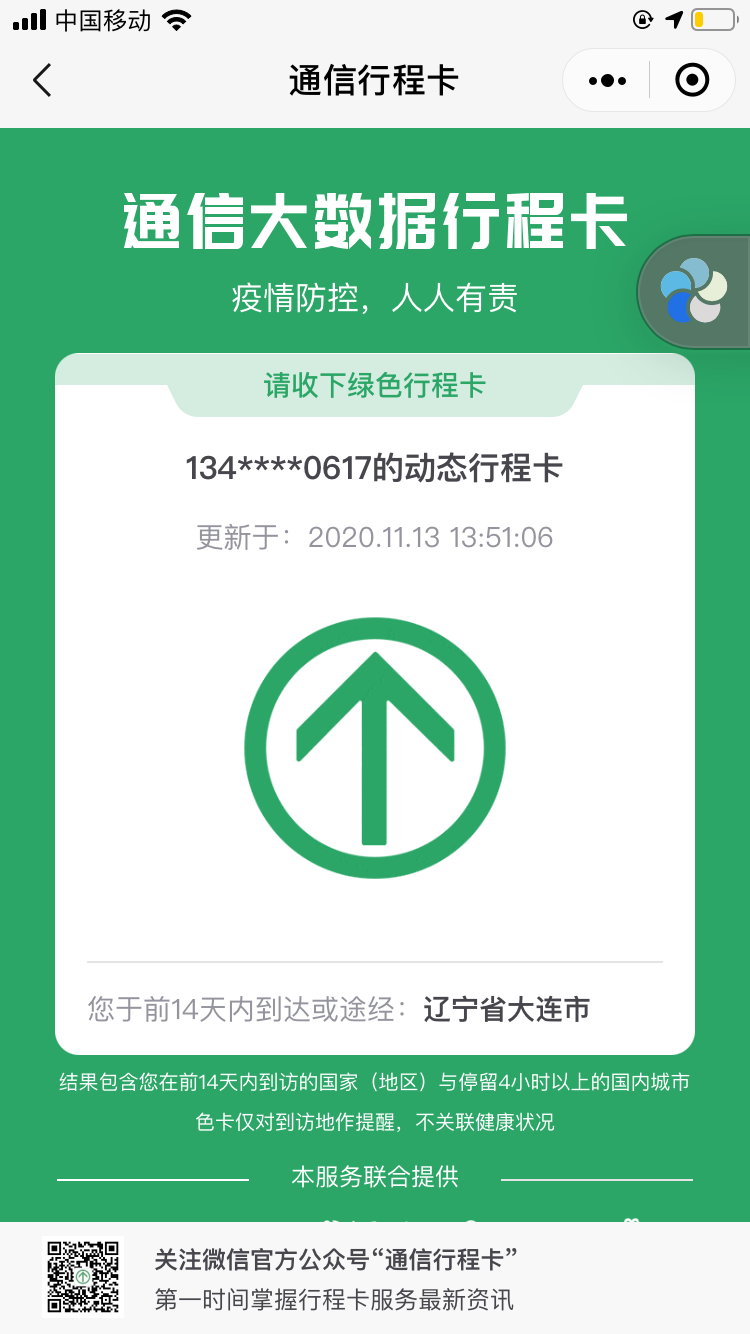 中国移动
通信行程卡
通信大数据行程卡
疫情防控，人人有责
请收下绿色行程卡
134****0617的动态行程卡
更新于：2020.11.13 13:51:06
您于前14天内到达或途经：辽宁省大连市
结果包含您在前14天内到访的国家（地区）与停留4小时以上的国内城市
色卡仅对到访地作提醒，不关联健康状况
本服务联合提供
关注微信官方公众号“通信行程卡”
第一时间掌握行程卡服务最新资讯